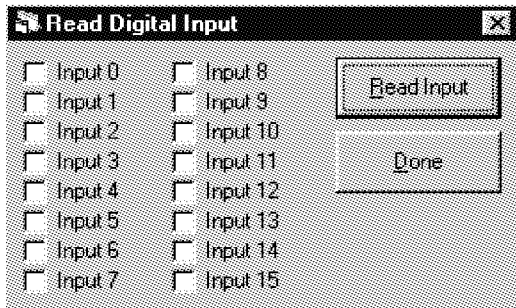 Read Digital Input
Input 0
Input 1
Input 2
Input 3
Input 4
Input 5
Input 6
Input 7
Input 8
Input 9
Input 10
Input 11
Input 12
Input 13
Input 14
Input 15
Read Input
Done